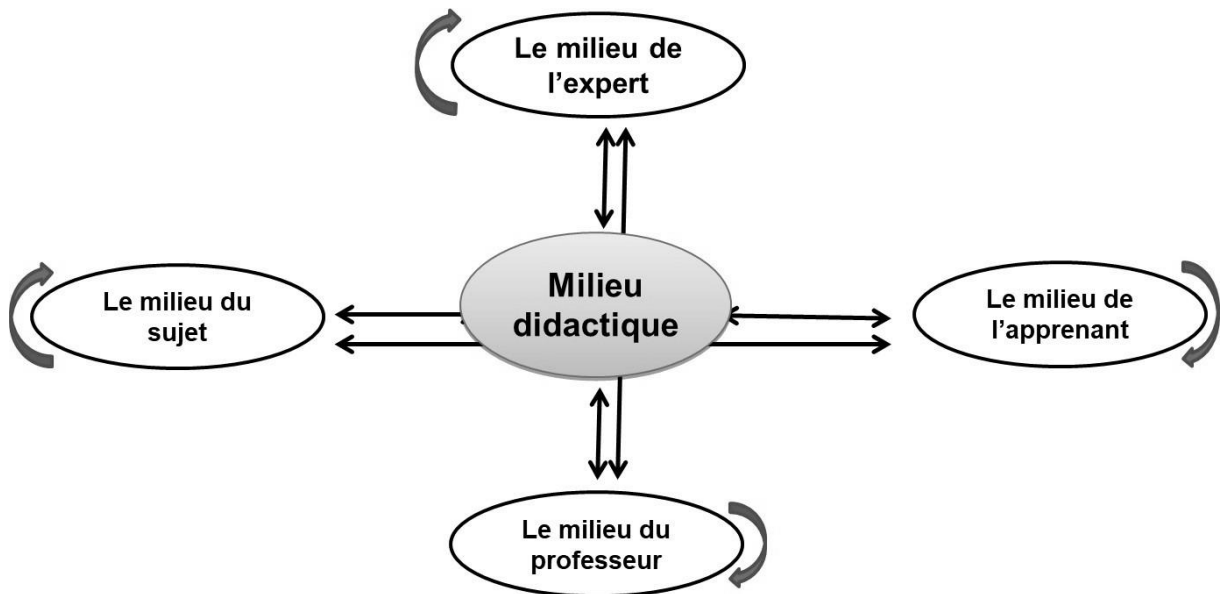 Le milieu de
l’expert
Milieu
didactique
Le milieu du
sujet
Le milieu de
l’apprenant
Le milieu du
professeur